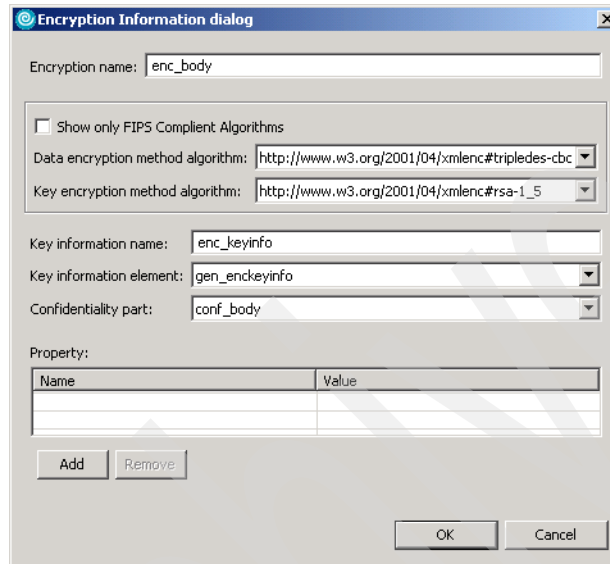 Encryption Information dialog
Encryption name: enc_body
Show only FIPS Complient Algorithms
Data encryption method algorithm: http://www.w3.org/2001/04/xmlenc#tripledes-cbc
Key encryption method algorithm: http://www.w3.org/2001/04/xmlenc#rsa-1_5
Key information name: enc_keyinfo
Key information element: gen_enckeyinfo
Confidentiality part: conf_body
Property:
Name Value
Add Remove
OK Cancel